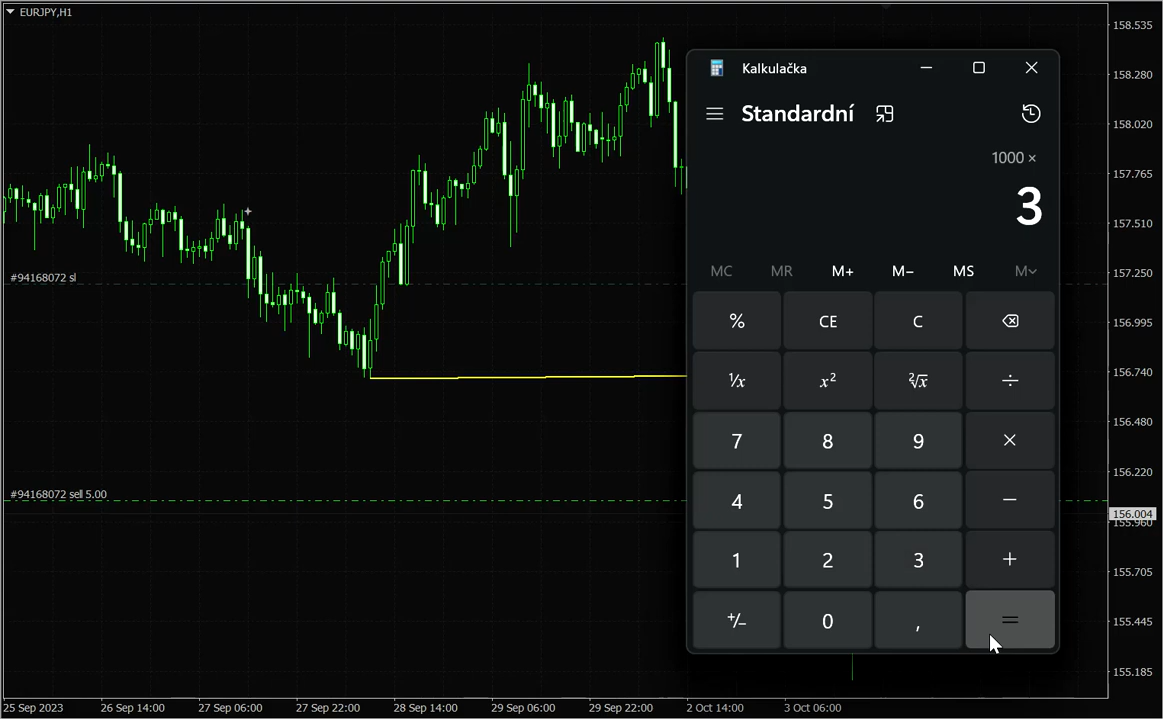 EURJPY,H1
158.535
158.280
158.020
157.765
157.510
157.250
156.995
156.740
156.480
156.220
156.004
155.960
155.705
155.445
155.185
#94168072 sl
#94168072 sell 5.00
25 Sep 2023
26 Sep 14:00
27 Sep 06:00
27 Sep 22:00
28 Sep 14:00
29 Sep 06:00
29 Sep 22:00
2 Oct 14:00
3 Oct 06:00
Kalkulačka
Standardní
1000 ×
3
MC MR M+ M− MS M˅
% CE C
¹/x x² ²√x ÷
7 8 9 ×
4 5 6 −
1 2 3 +
+/− 0 , =